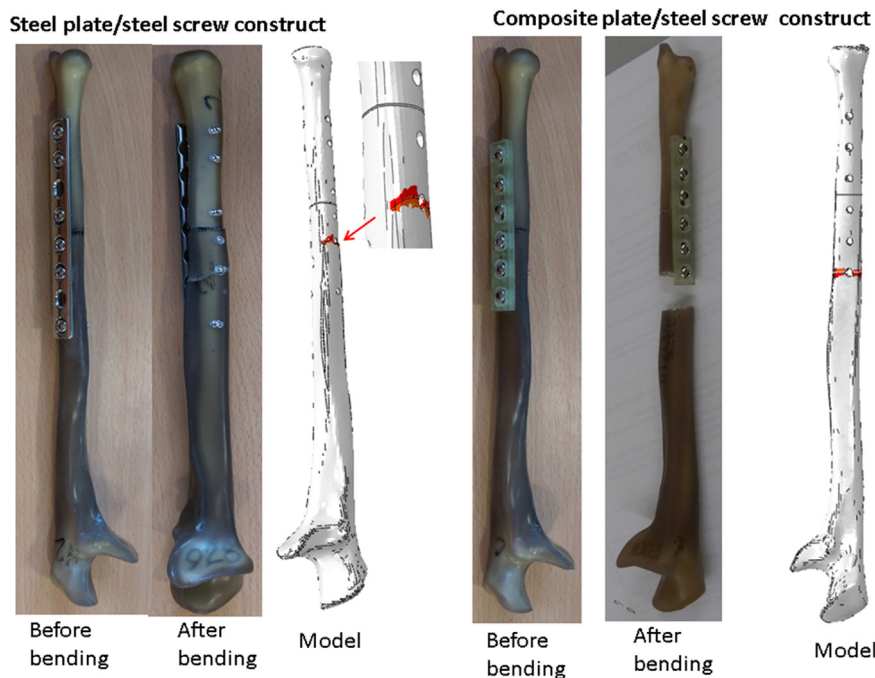 Steel plate/steel screw construct
Composite plate/steel screw construct
Before
bending
After
bending
Model
Before
bending
After
bending
Model